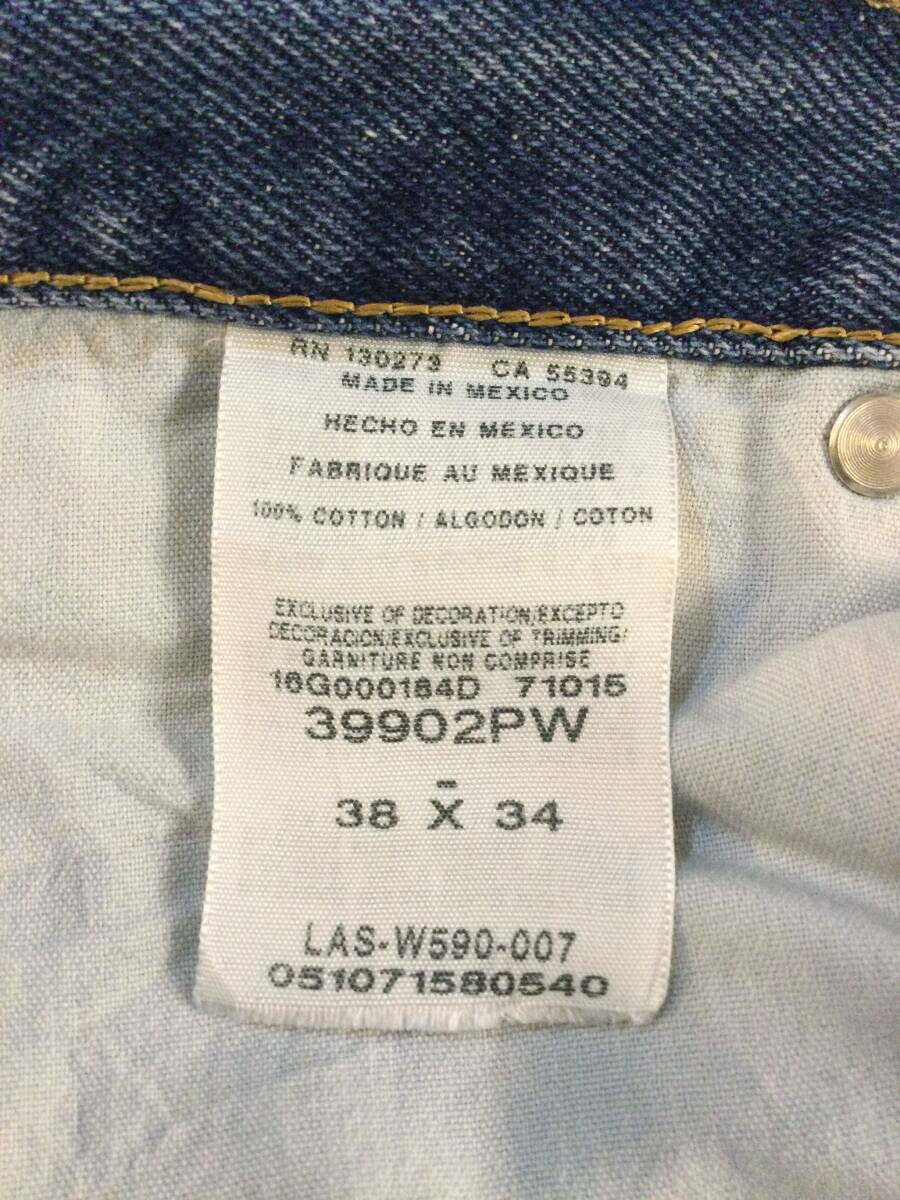 RN 130273 CA 55394
MADE IN MEXICO
HECHO EN MEXICO
FABRIQUE AU MEXIQUE
100% COTTON / ALGODON / COTON
EXCLUSIVE OF DECORATION/EXCEPTO
DECORACION/EXCLUSIVE OF TRIMMING/
GARNITURE NON COMPRISE
16G000184D 71015
39902PW
-
38 X 34
LAS-W590-007
051071580540